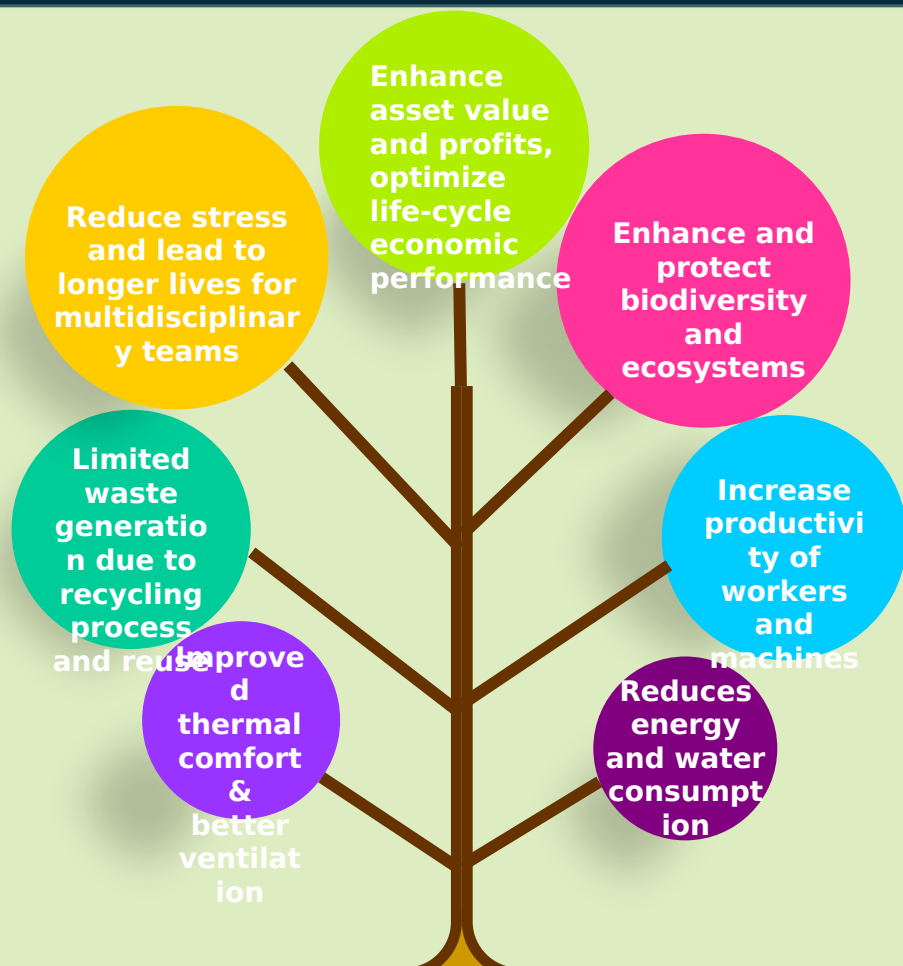 Enhance
asset value
and profits,
optimize
life-cycle
economic
performance
Reduce stress
and lead to
longer lives for
multidisciplinar
y teams
Enhance and
protect
biodiversity
and
ecosystems
Limited
waste
generatio
n due to
recycling
process
and reuse
Increase
productivi
ty of
workers
and
machines
Improve
d
thermal
comfort
&
better
ventilat
ion
Reduces
energy
and water
consumpt
ion